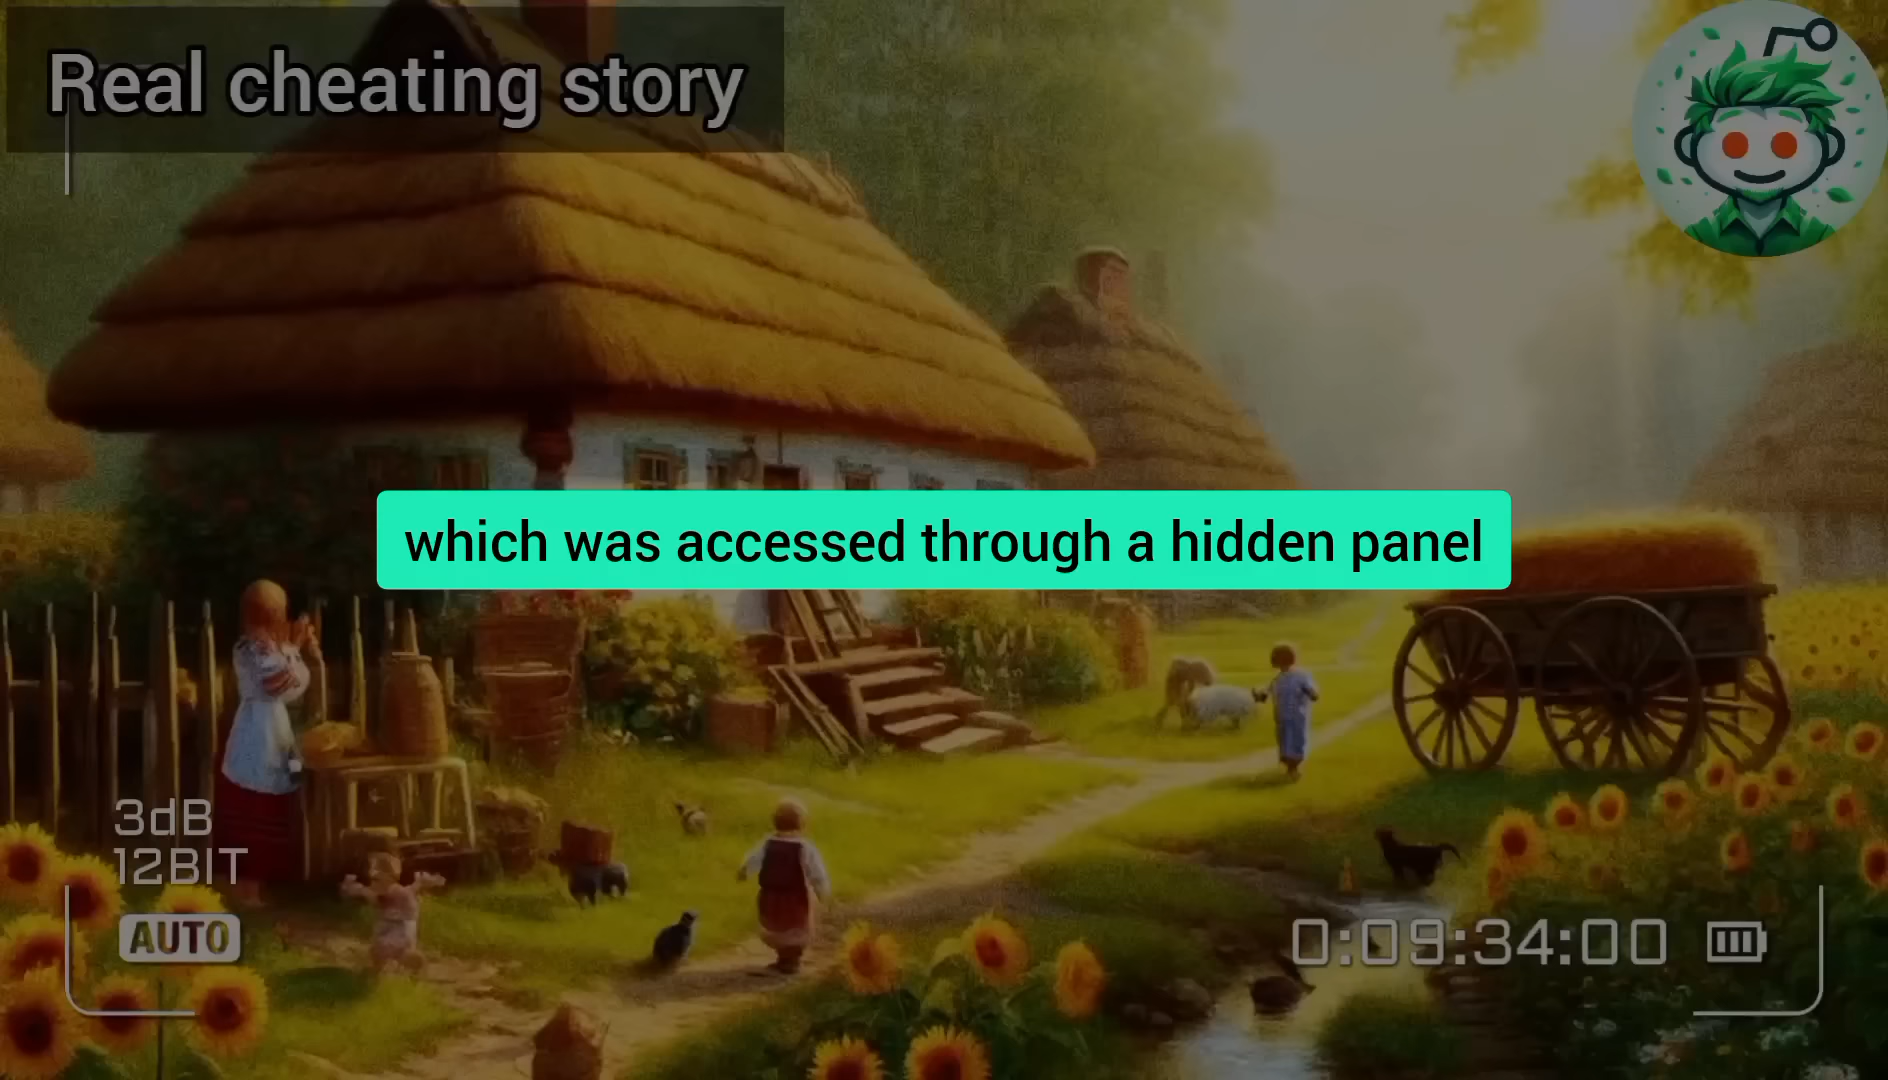 Real cheating story
which was accessed through a hidden panel
3dB
12BIT
AUTO
0:09:34:00